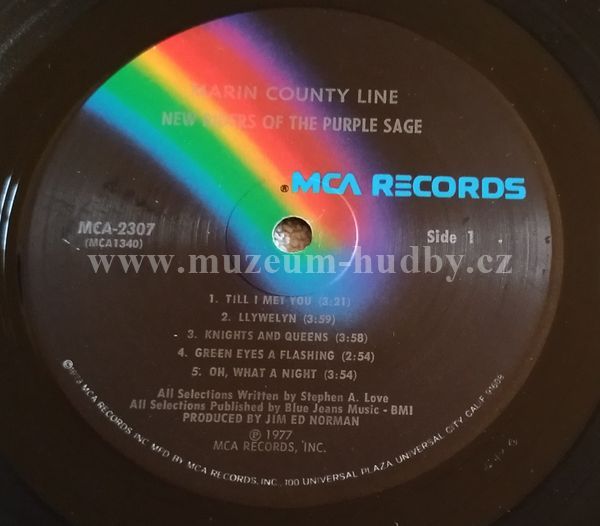 MARIN COUNTY LINE
NEW RIDERS OF THE PURPLE SAGE
® MCA RECORDS
MCA-2307
(MCA1340)
Side 1
www.muzeum-hudby.cz
1. TILL I MET YOU (3:21)
2. LLYWELYN (3:59)
3. KNIGHTS AND QUEENS (3:58)
4. GREEN EYES A FLASHING (2:54)
5. OH, WHAT A NIGHT (3:54)
All Selections Written by Stephen A. Love
All Selections Published by Blue Jeans Music - BMI
PRODUCED BY JIM ED NORMAN
℗ 1977
MCA RECORDS, INC.
MCA RECORDS, INC. MFD BY MCA RECORDS, INC., 100 UNIVERSAL PLAZA, UNIVERSAL CITY, CALIF.